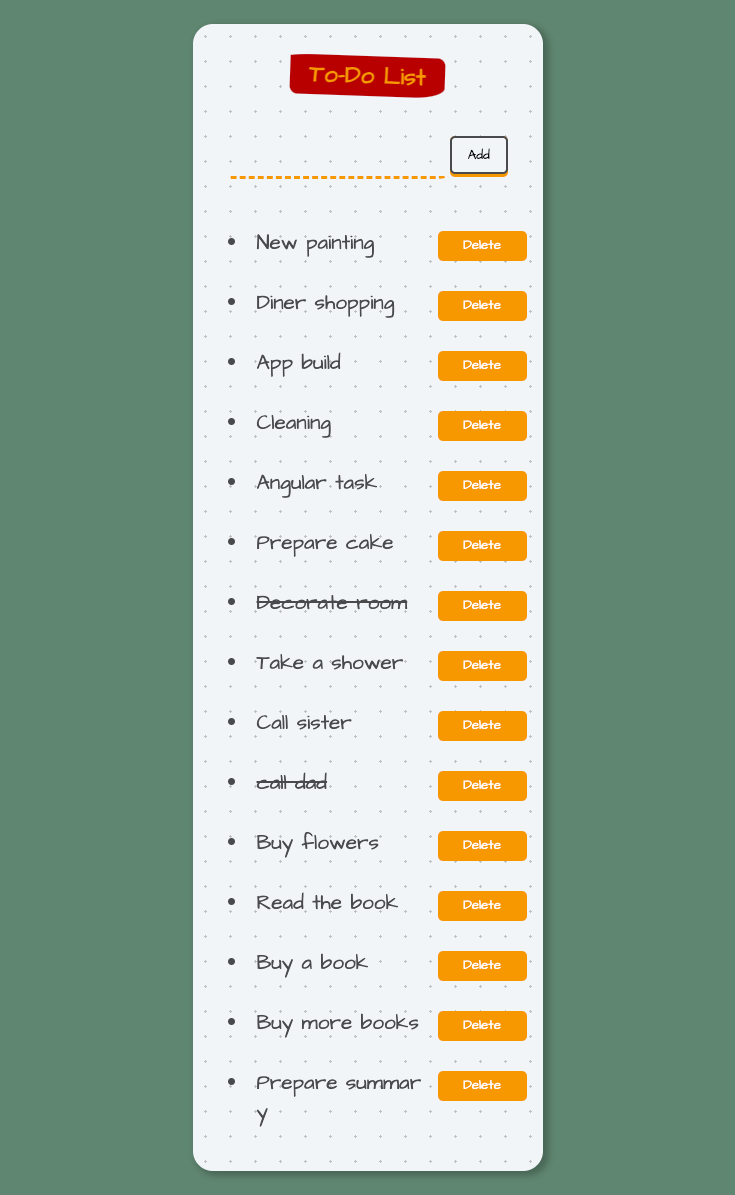 To-Do List
Add
New painting Delete
Diner shopping Delete
App build Delete
Cleaning Delete
Angular task Delete
Prepare cake Delete
Decorate room Delete
Take a shower Delete
Call sister Delete
call dad Delete
Buy flowers Delete
Read the book Delete
Buy a book Delete
Buy more books Delete
Prepare summar Delete
y